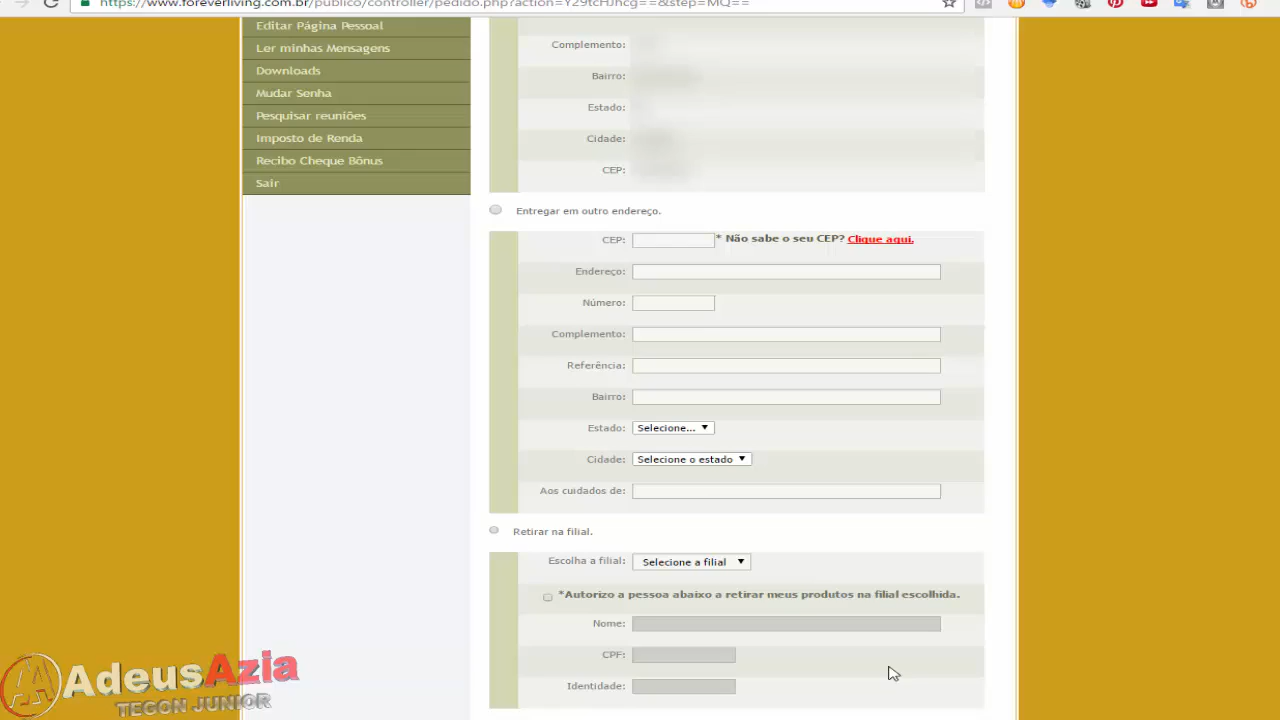 https://www.foreverliving.com.br/publico/controller/pedido.php?action=Y29tcHJhcg==&step=MQ==
Editar Página Pessoal
Ler minhas Mensagens
Downloads
Mudar Senha
Pesquisar reuniões
Imposto de Renda
Recibo Cheque Bônus
Sair
Complemento:
Bairro:
Estado:
Cidade:
CEP:
Entregar em outro endereço.
CEP: * Não sabe o seu CEP? Clique aqui.
Endereço:
Número:
Complemento:
Referência:
Bairro:
Estado: Selecione...
Cidade: Selecione o estado
Aos cuidados de:
Retirar na filial.
Escolha a filial: Selecione a filial
*Autorizo a pessoa abaixo a retirar meus produtos na filial escolhida.
Nome:
CPF:
Identidade:
AdeusAzia
TECON JUNIOR